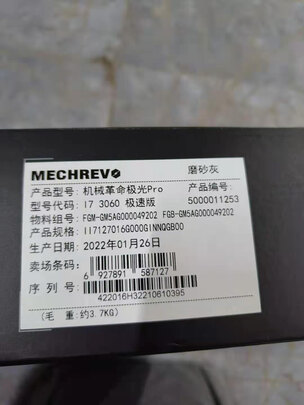 MECHREVO 磨砂灰
产品型号: 机械革命极光Pro 产品编号:
型号代码: I7 3060 极速版 5000011253
物料组号: FGM-GM5AG000049202 FGB-GM5AG000049202
产品规格: I17127016G000GINNQGB00
生产日期: 2022年01月26日
卖场条码: 6 927891 587127
序 列 号: 422016H32210610395
(毛 重:约3.7KG)